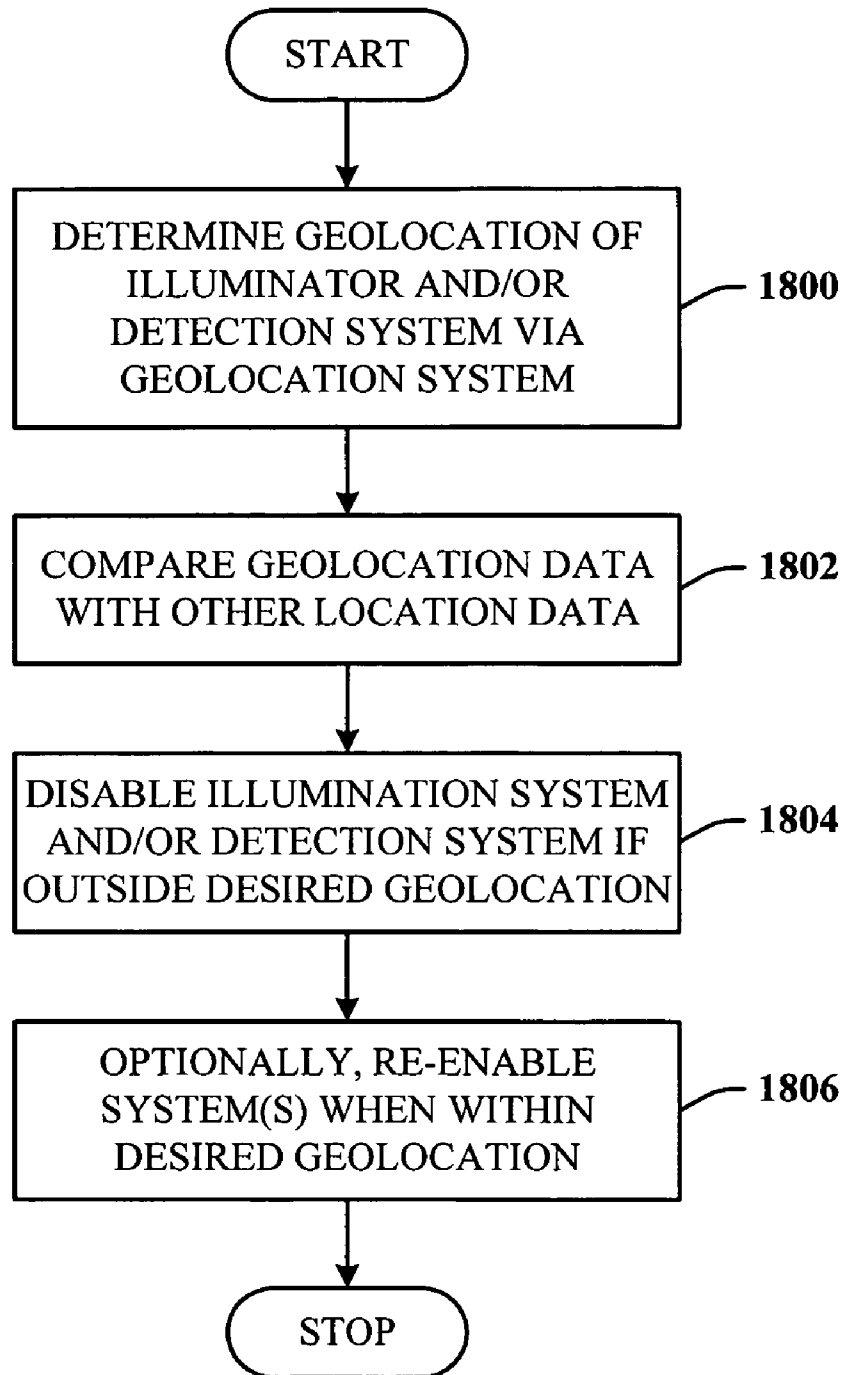 START
DETERMINE GEOLOCATION OF
ILLUMINATOR AND/OR
DETECTION SYSTEM VIA
GEOLOCATION SYSTEM
1800
COMPARE GEOLOCATION DATA
WITH OTHER LOCATION DATA
1802
DISABLE ILLUMINATION SYSTEM
AND/OR DETECTION SYSTEM IF
OUTSIDE DESIRED GEOLOCATION
1804
OPTIONALLY, RE-ENABLE
SYSTEM(S) WHEN WITHIN
DESIRED GEOLOCATION
1806
STOP